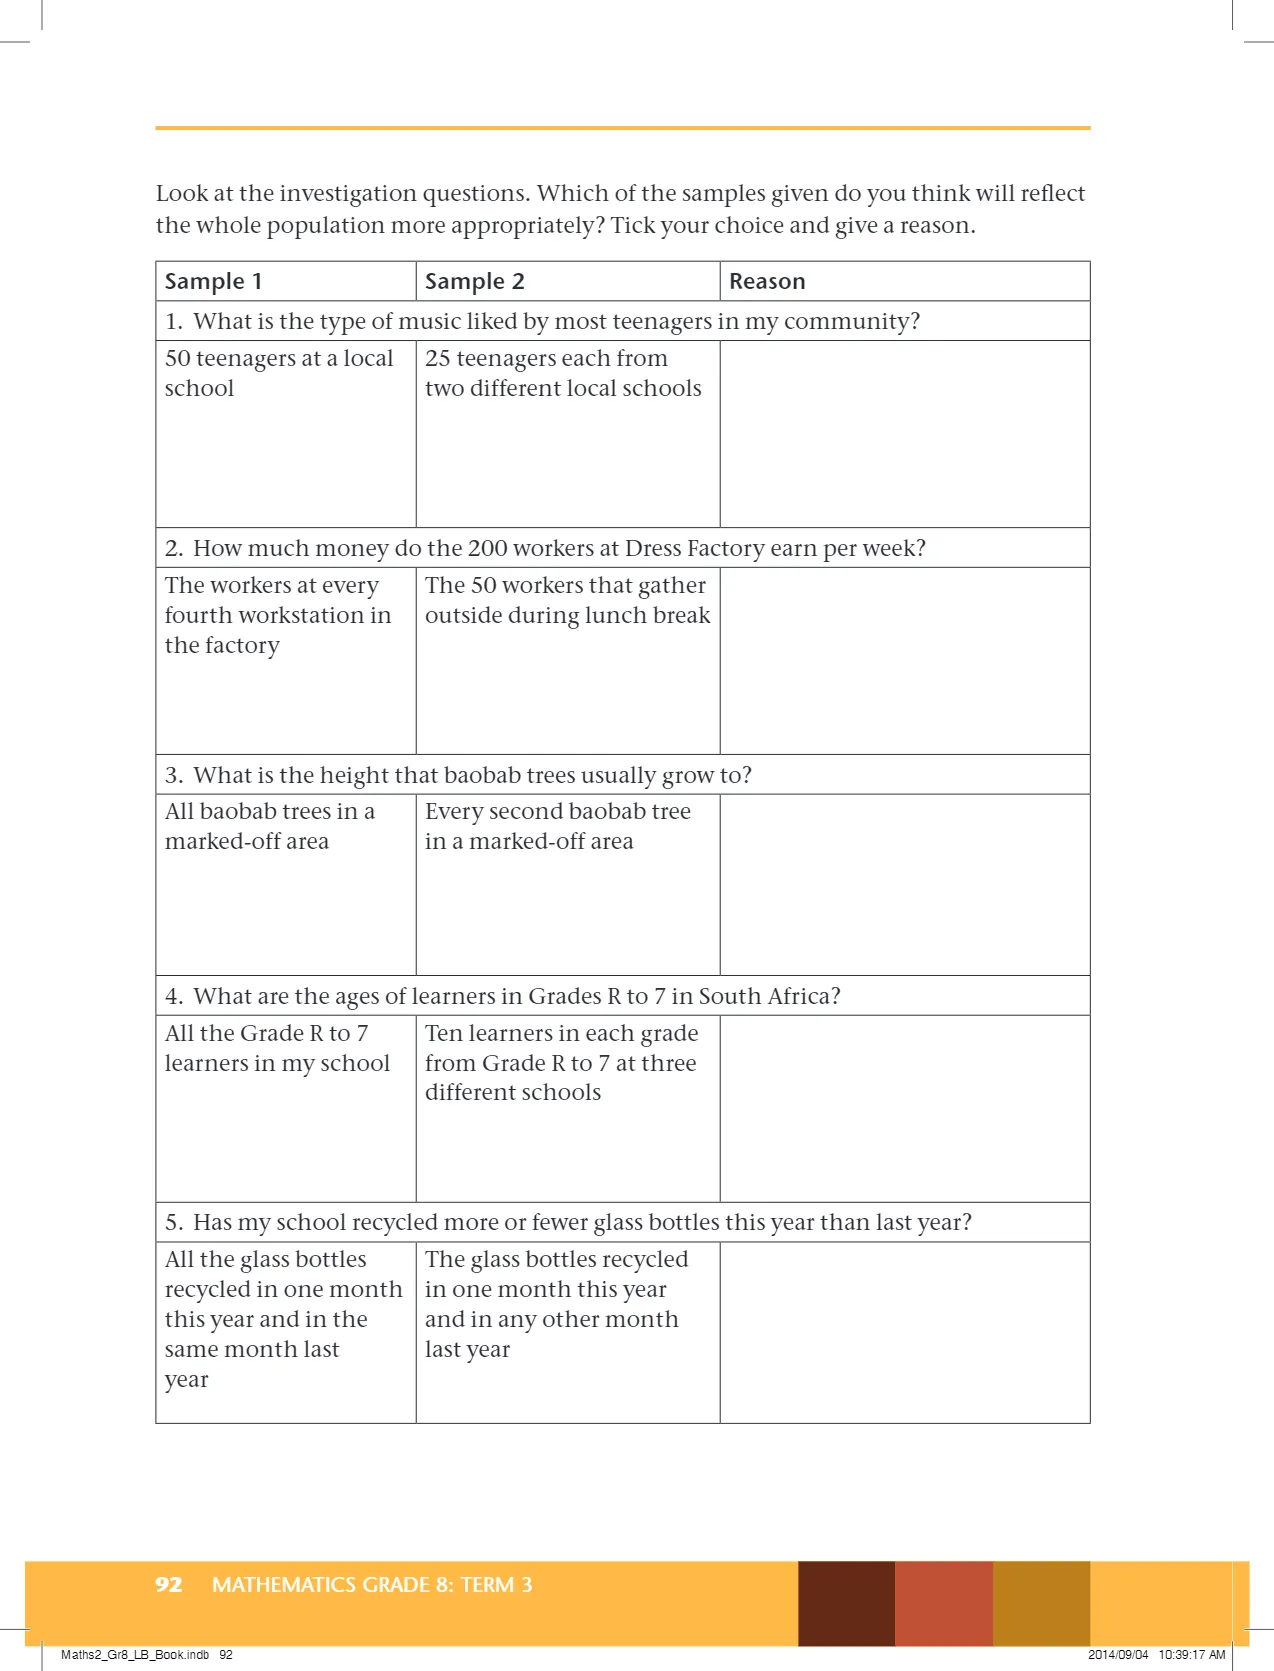 Look at the investigation questions. Which of the samples given do you think will reflect
the whole population more appropriately? Tick your choice and give a reason.
Sample 1
Sample 2
Reason
1. What is the type of music liked by most teenagers in my community?
50 teenagers at a local
school
25 teenagers each from
two different local schools
2. How much money do the 200 workers at Dress Factory earn per week?
The workers at every
fourth workstation in
the factory
The 50 workers that gather
outside during lunch break
3. What is the height that baobab trees usually grow to?
All baobab trees in a
marked-off area
Every second baobab tree
in a marked-off area
4. What are the ages of learners in Grades R to 7 in South Africa?
All the Grade R to 7
learners in my school
Ten learners in each grade
from Grade R to 7 at three
different schools
5. Has my school recycled more or fewer glass bottles this year than last year?
All the glass bottles
recycled in one month
this year and in the
same month last
year
The glass bottles recycled
in one month this year
and in any other month
last year
92 MATHEMATICS GRADE 8: TERM 3
Maths2_Gr8_LB_Book.indb 92
2014/09/04 10:39:17 AM